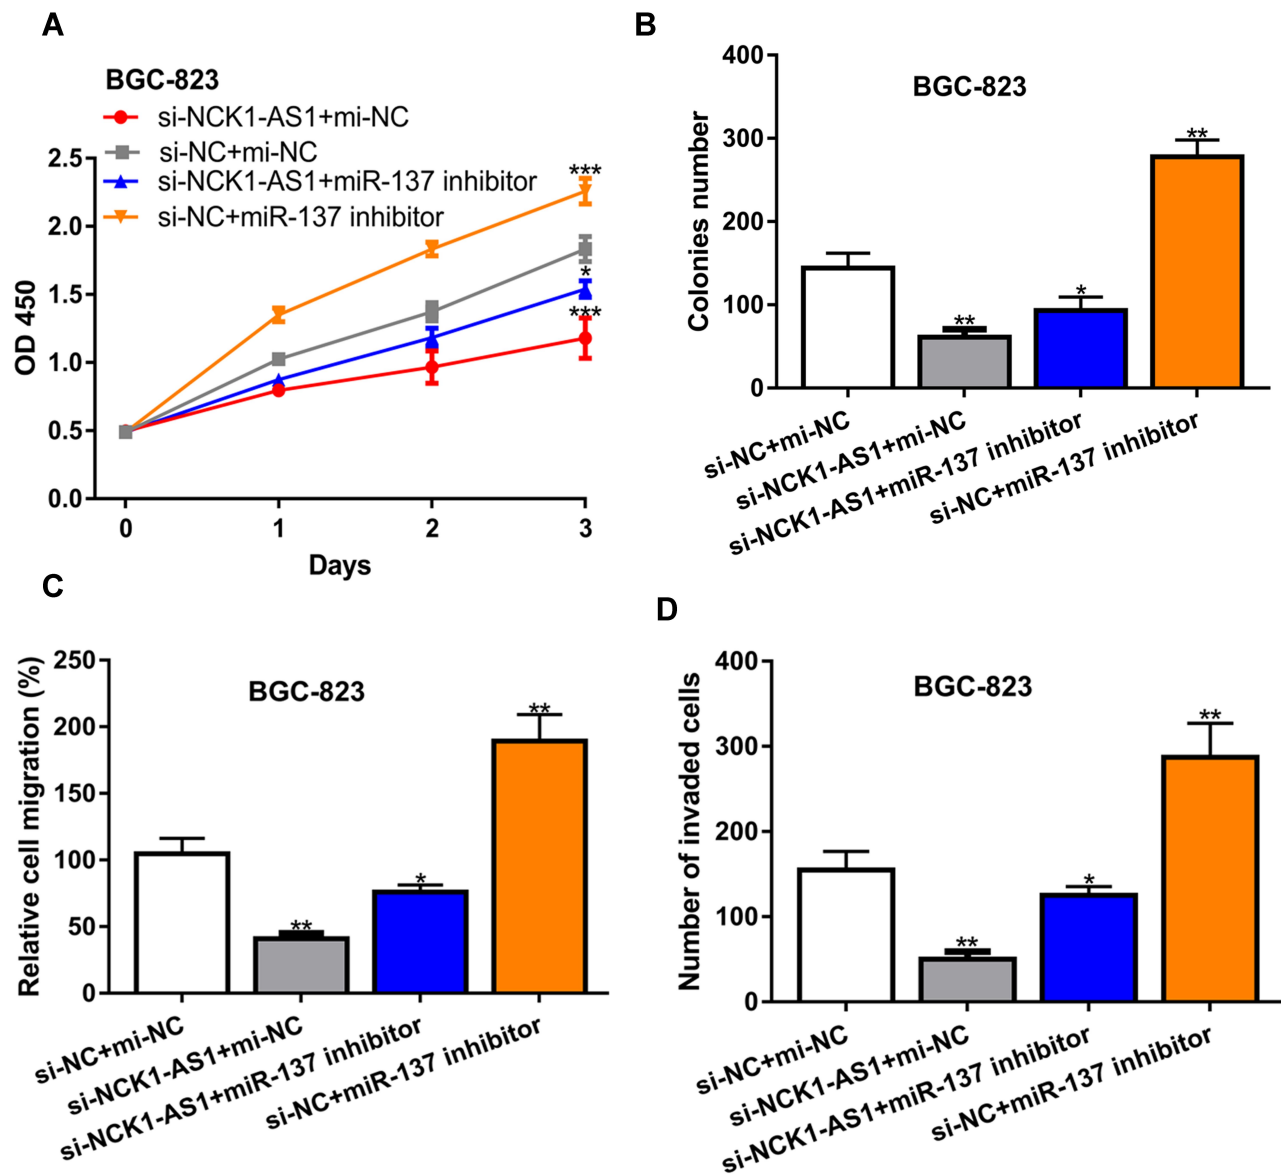 A
BGC-823
si-NCK1-AS1+mi-NC
si-NC+mi-NC
si-NCK1-AS1+miR-137 inhibitor
si-NC+miR-137 inhibitor
OD 450
2.5
2.0
1.5
1.0
0.5
0.0
***
*
***
0 1 2 3
Days
B
BGC-823
Colonies number
400
300
200
100
0
**
*
**
si-NC+mi-NC
si-NCK1-AS1+mi-NC
si-NCK1-AS1+miR-137 inhibitor
si-NC+miR-137 inhibitor
C
BGC-823
Relative cell migration (%)
250
200
150
100
50
0
**
*
**
si-NC+mi-NC
si-NCK1-AS1+mi-NC
si-NCK1-AS1+miR-137 inhibitor
si-NC+miR-137 inhibitor
D
BGC-823
Number of invaded cells
400
300
200
100
0
**
*
**
si-NC+mi-NC
si-NCK1-AS1+mi-NC
si-NCK1-AS1+miR-137 inhibitor
si-NC+miR-137 inhibitor